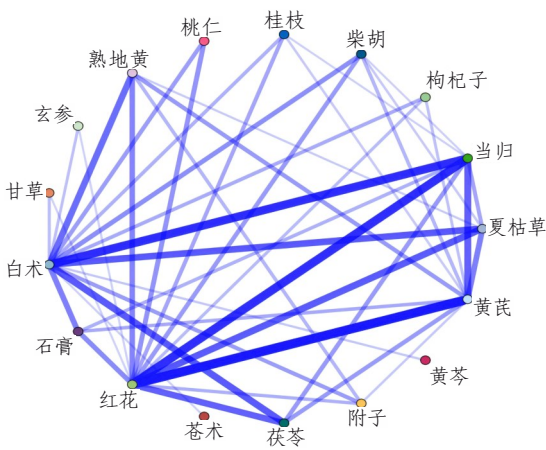 桂枝
桃仁
柴胡
熟地黄
枸杞子
玄参
当归
甘草
夏枯草
白术
黄芪
石膏
黄芩
红花
附子
苍术
茯苓